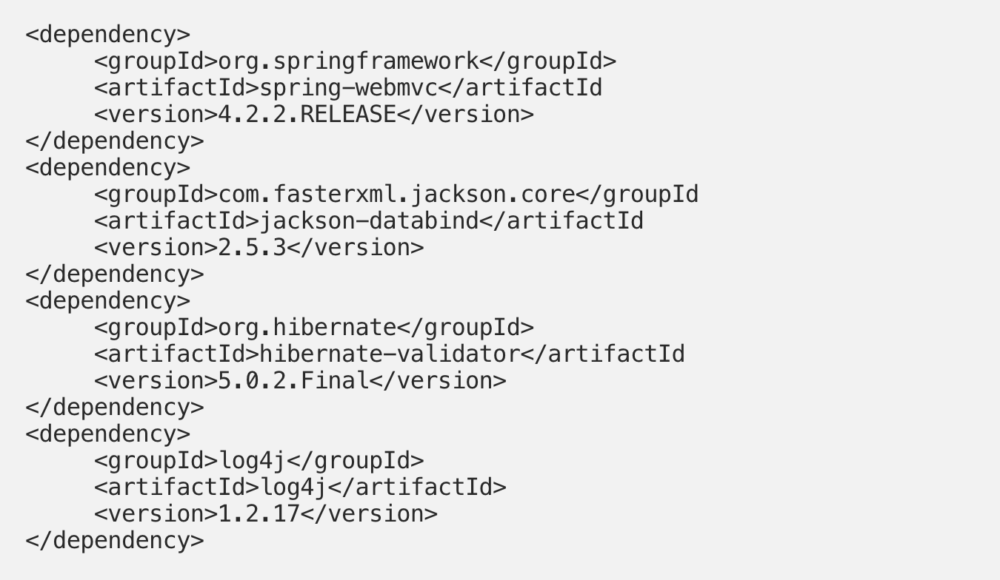 <dependency>
<groupId>org.springframework</groupId>
<artifactId>spring-webmvc</artifactId
<version>4.2.2.RELEASE</version>
</dependency>
<dependency>
<groupId>com.fasterxml.jackson.core</groupId
<artifactId>jackson-databind</artifactId
<version>2.5.3</version>
</dependency>
<dependency>
<groupId>org.hibernate</groupId>
<artifactId>hibernate-validator</artifactId
<version>5.0.2.Final</version>
</dependency>
<dependency>
<groupId>log4j</groupId>
<artifactId>log4j</artifactId>
<version>1.2.17</version>
</dependency>